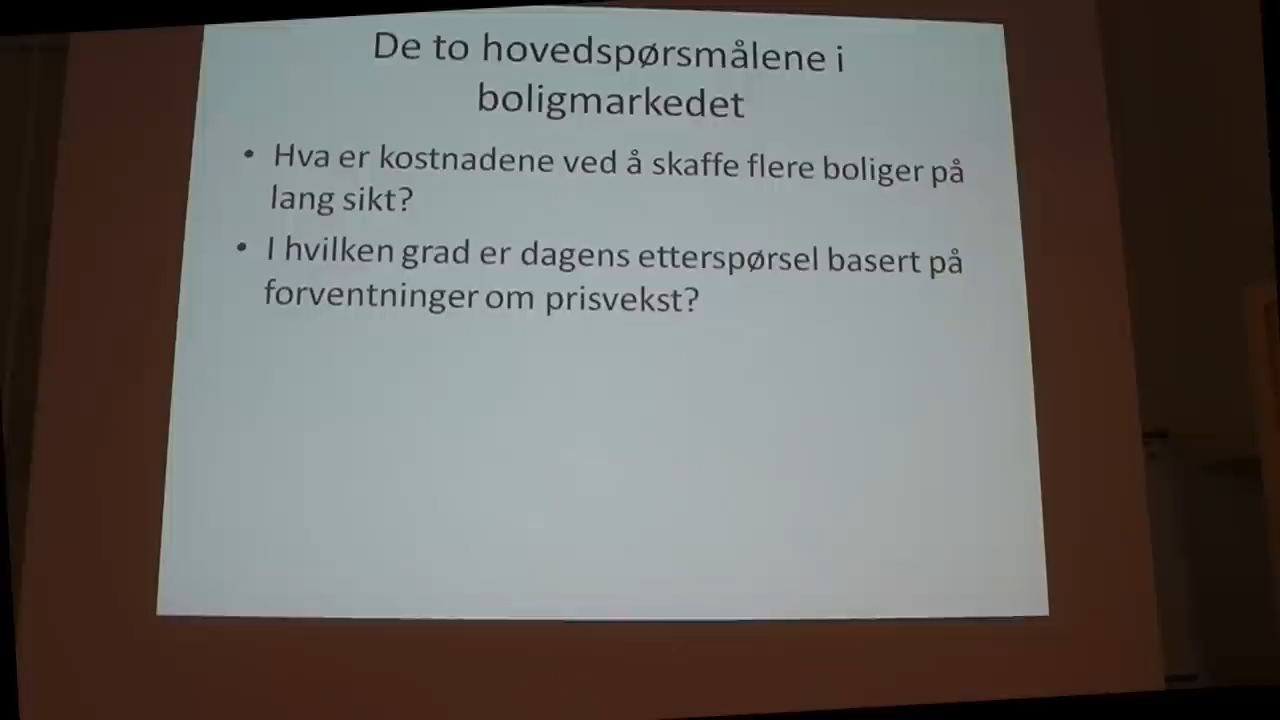 De to hovedspørsmålene i
boligmarkedet
• Hva er kostnadene ved å skaffe flere boliger på
lang sikt?
• I hvilken grad er dagens etterspørsel basert på
forventninger om prisvekst?